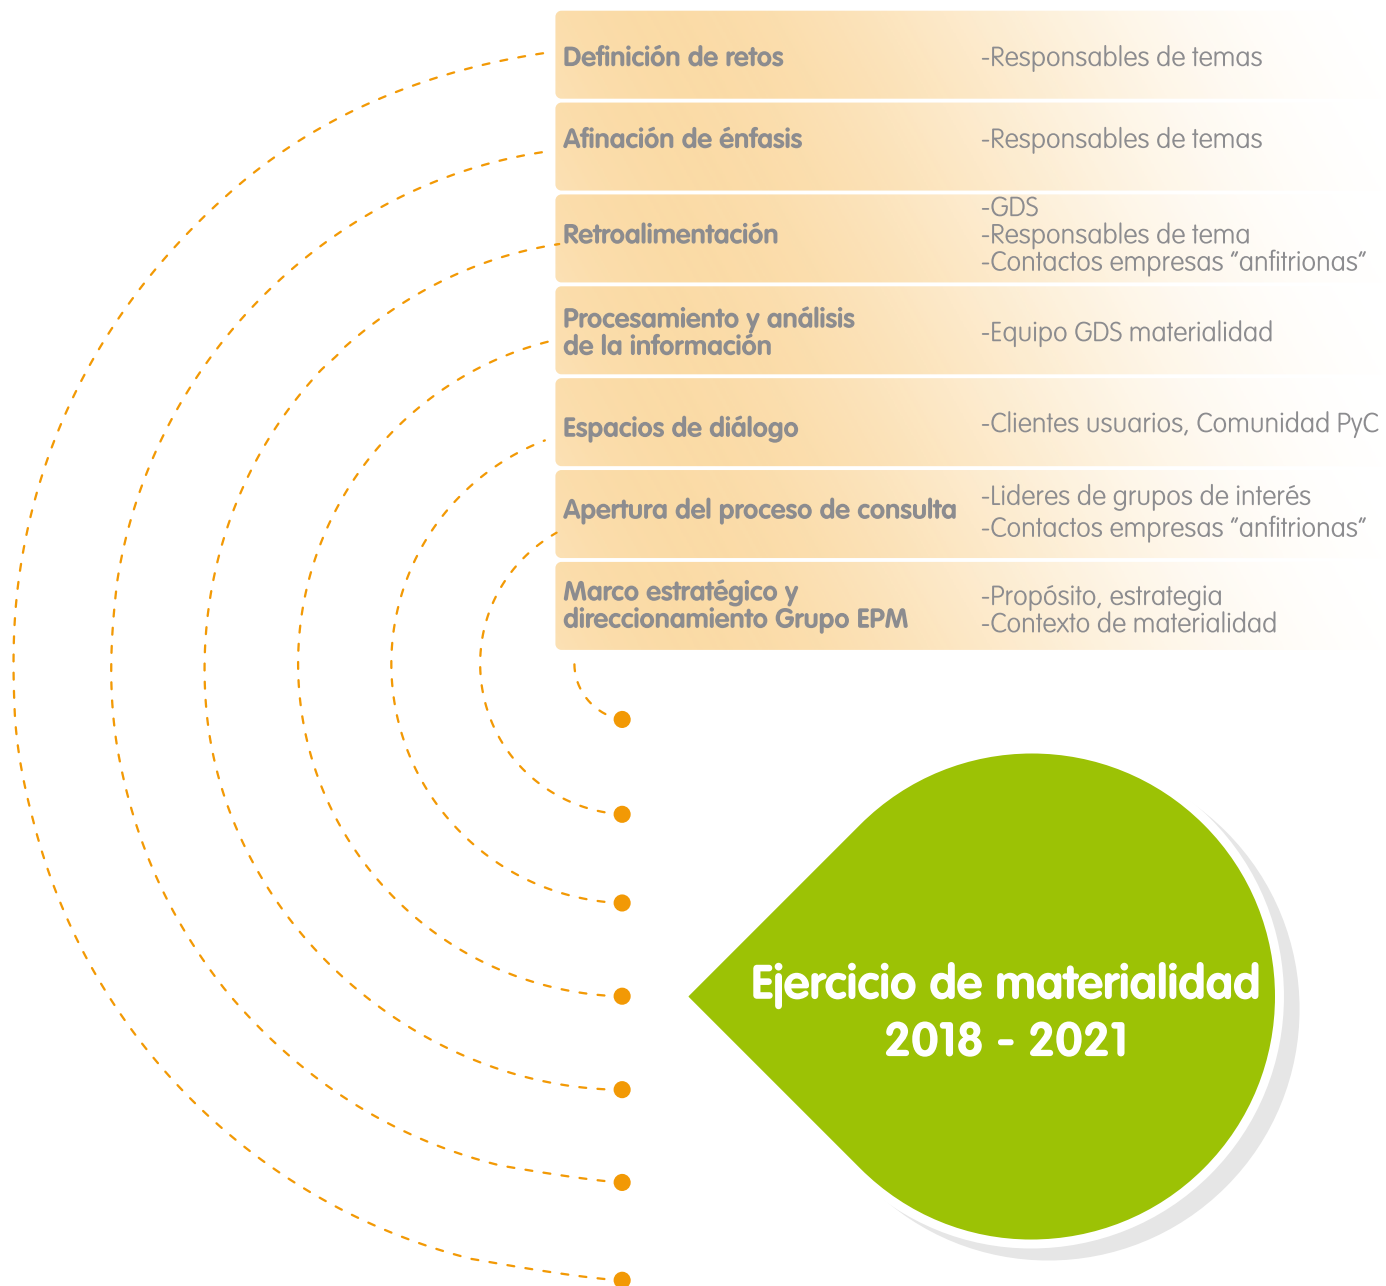 Definición de retos
-Responsables de temas
Afinación de énfasis
-Responsables de temas
Retroalimentación
-GDS
-Responsables de tema
-Contactos empresas "anfitrionas"
Procesamiento y análisis
de la información
-Equipo GDS materialidad
Espacios de diálogo
-Clientes usuarios, Comunidad PyC
Apertura del proceso de consulta
-Lideres de grupos de interés
-Contactos empresas "anfitrionas"
Marco estratégico y
direccionamiento Grupo EPM
-Propósito, estrategia
-Contexto de materialidad
Ejercicio de materialidad
2018 - 2021